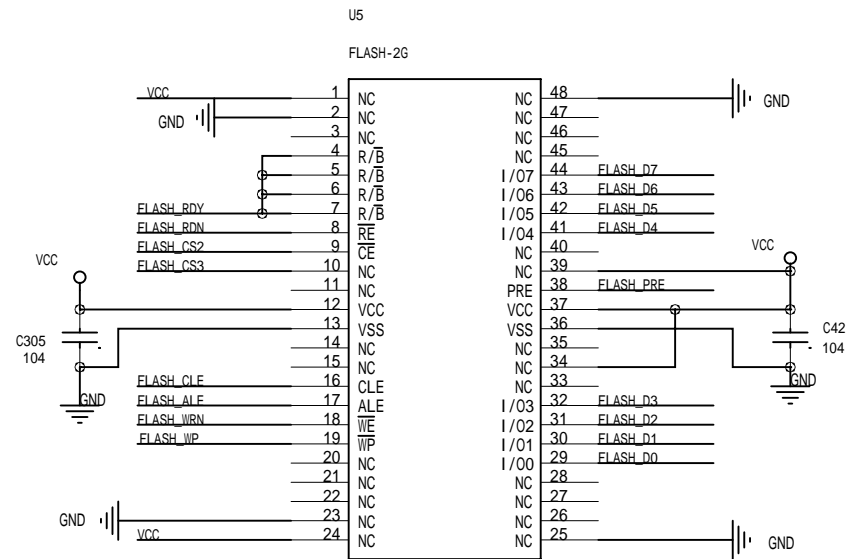 U5
FLASH-2G
VCC 1 NC NC 48 GND
GND 2 NC NC 47
3 NC NC 46
4 R/B NC 45
5 R/B I/O7 44 FLASH_D7
6 R/B I/O6 43 FLASH_D6
FLASH_RDY 7 R/B I/O5 42 FLASH_D5
FLASH_RDN 8 RE I/O4 41 FLASH_D4
FLASH_CS2 9 CE NC 40
VCC FLASH_CS3 10 NC NC 39 VCC
11 NC PRE 38 FLASH_PRE
12 VCC VCC 37
13 VSS VSS 36
C305 14 NC NC 35 C42
104 15 NC NC 34 104
GND FLASH_CLE 16 CLE NC 33 GND
FLASH_ALE 17 ALE I/O3 32 FLASH_D3
FLASH_WRN 18 WE I/O2 31 FLASH_D2
FLASH_WP 19 WP I/O1 30 FLASH_D1
20 NC I/O0 29 FLASH_D0
21 NC NC 28
22 NC NC 27
GND 23 NC NC 26
VCC 24 NC NC 25 GND